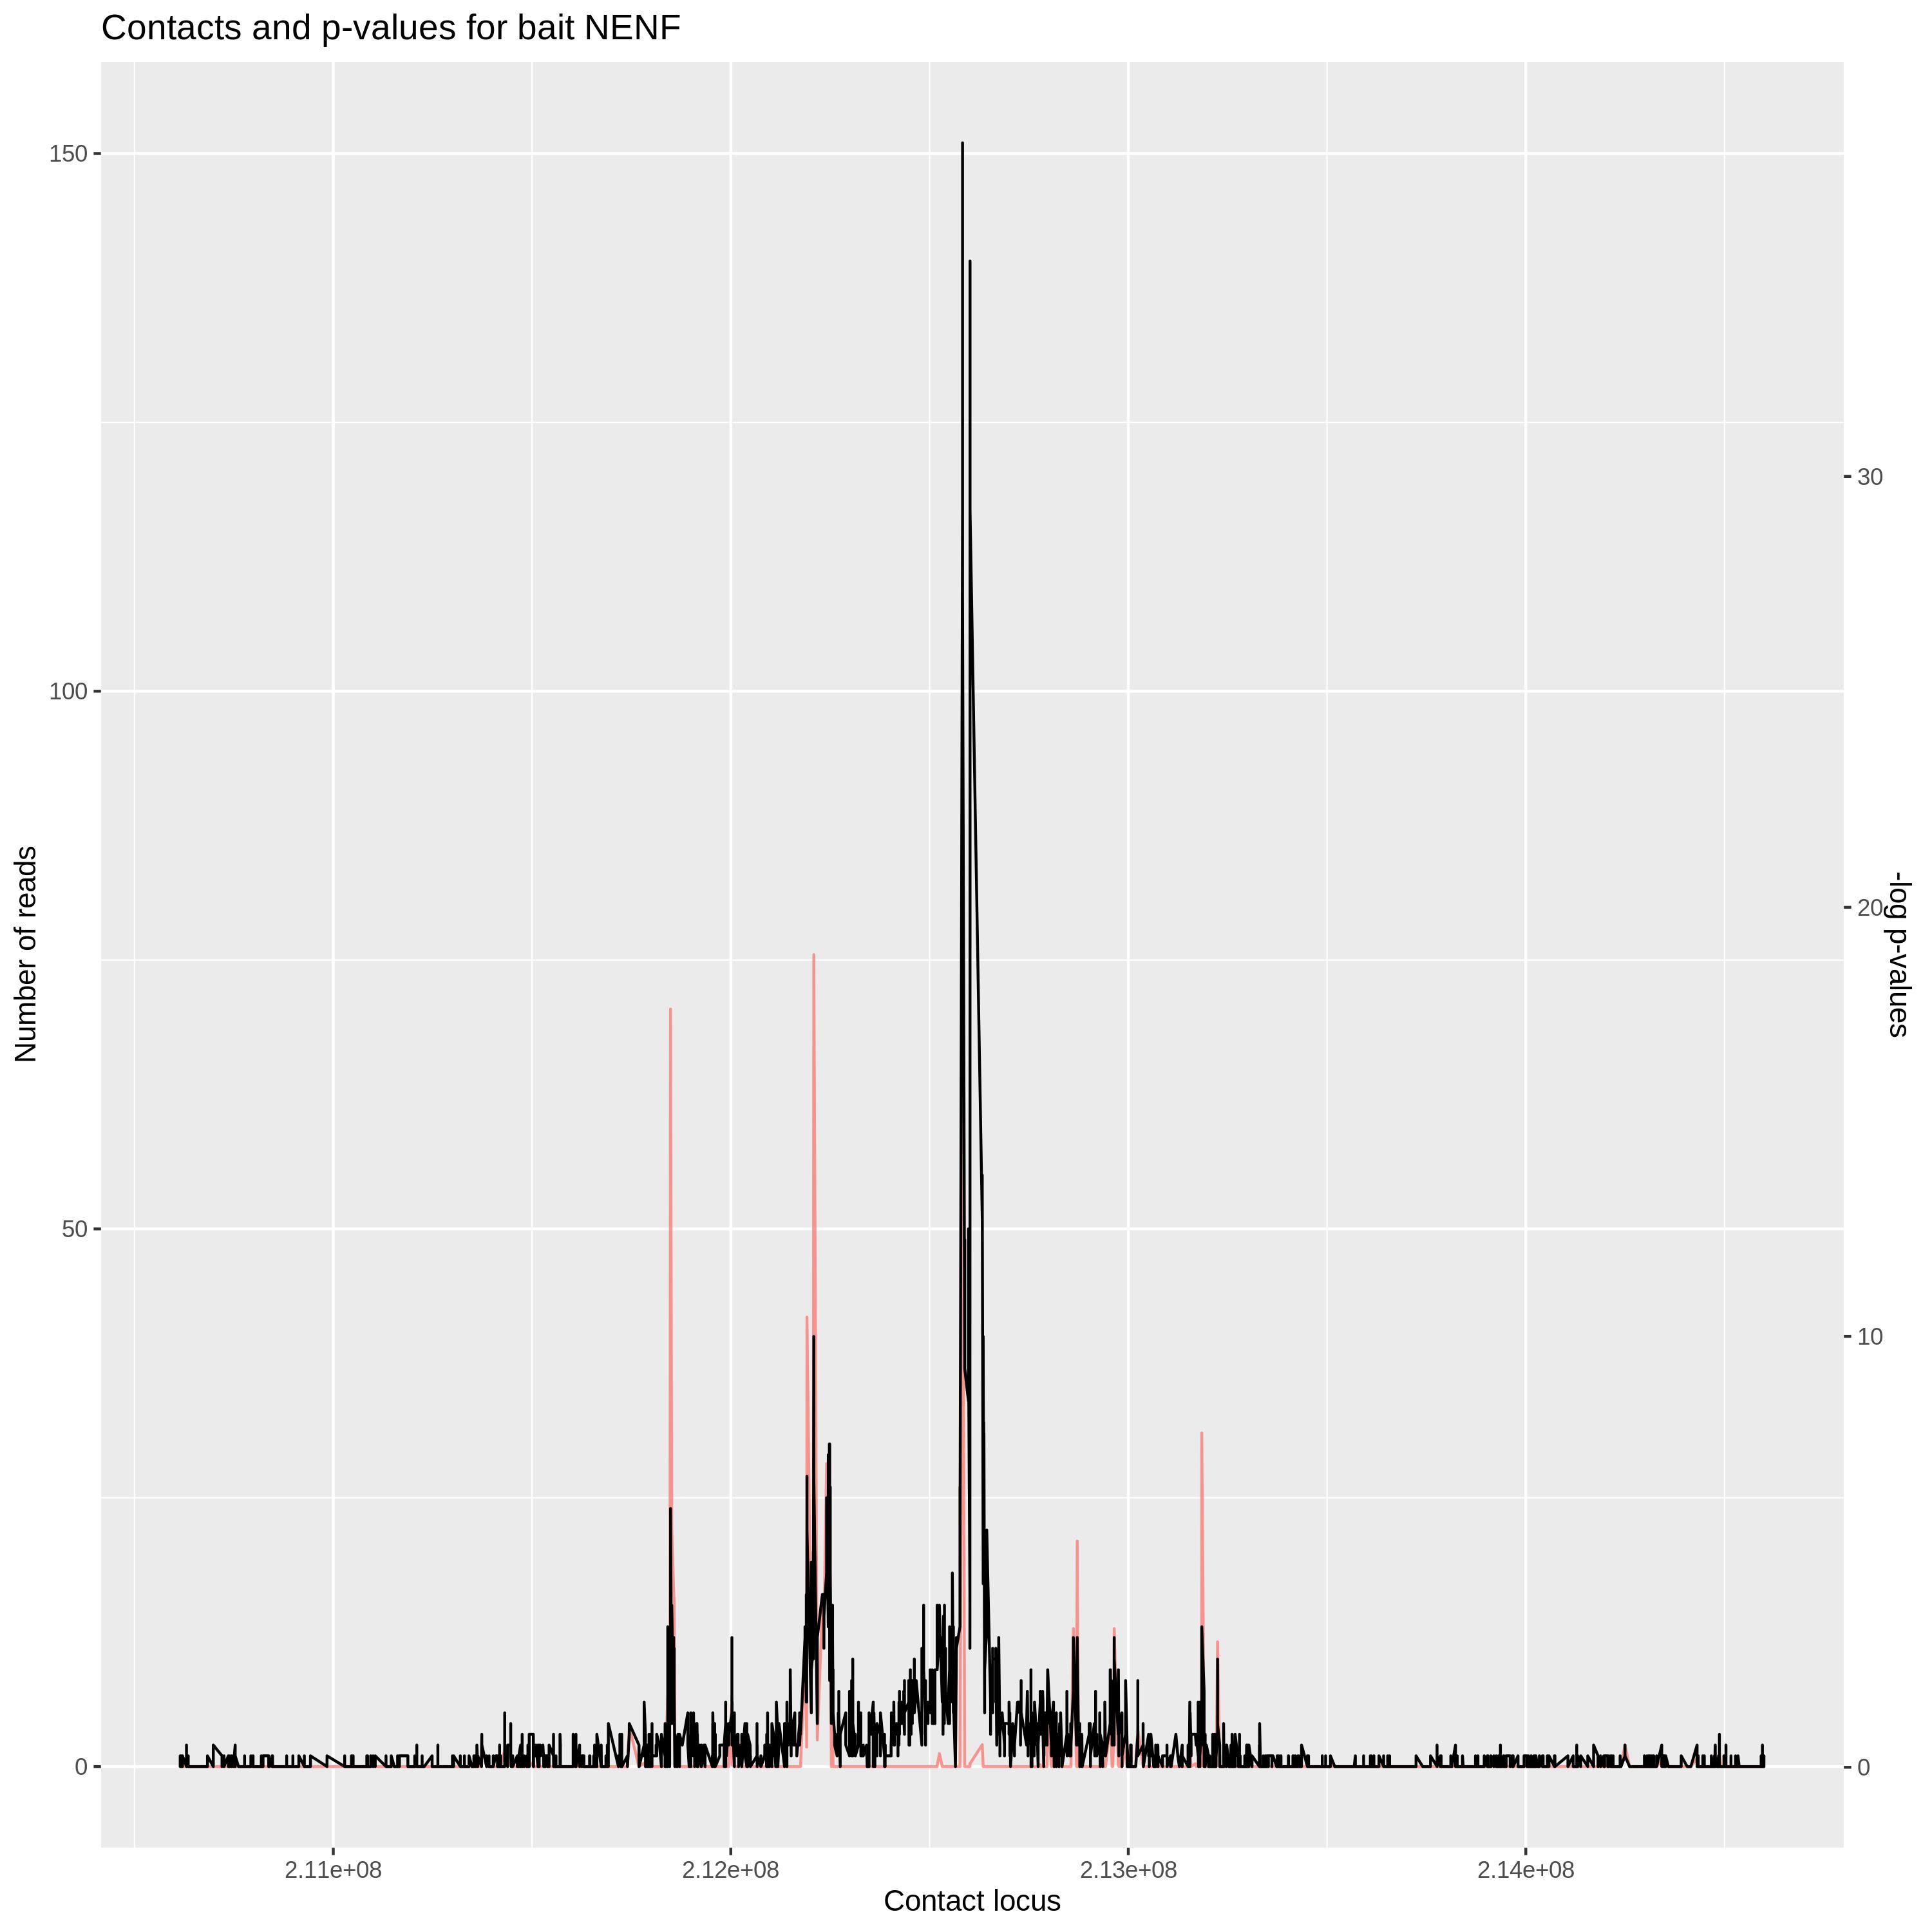 Contacts and p-values for bait NENF
150
100
50
0
30
20
10
0
Number of reads
-log p-values
2.11e+08 2.12e+08 2.13e+08 2.14e+08
Contact locus